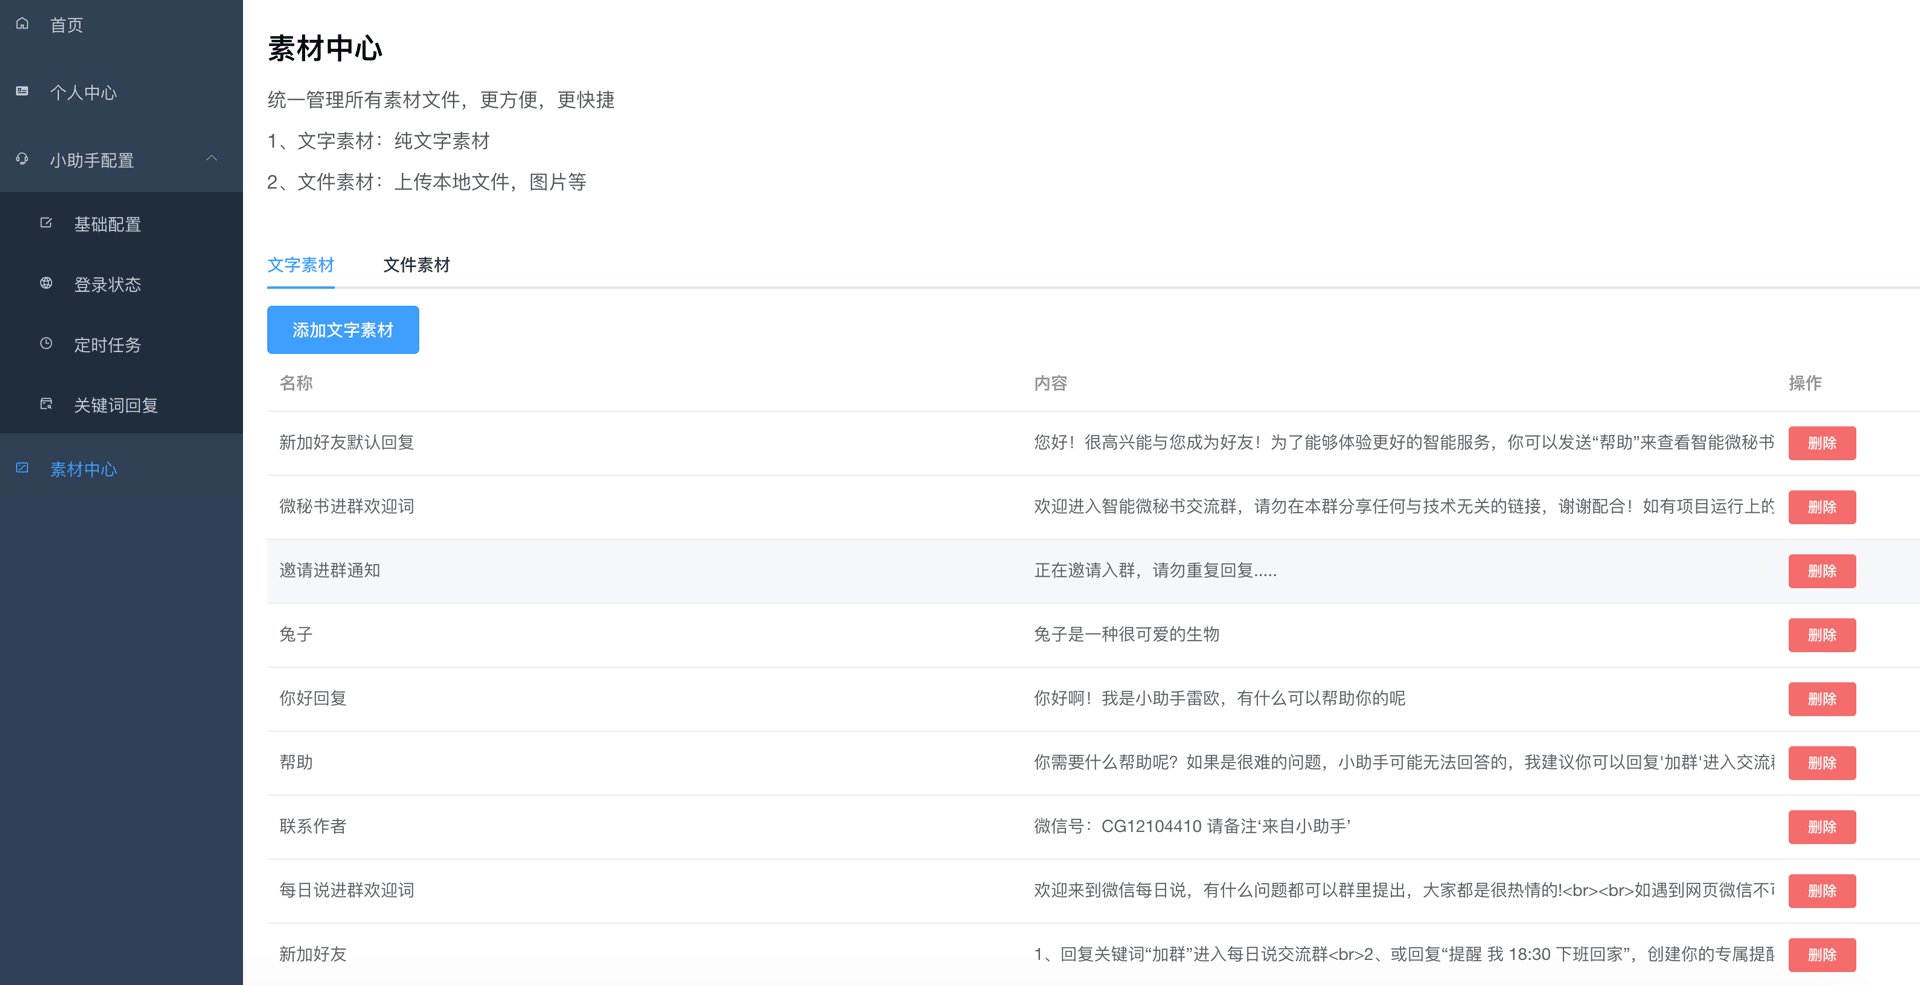 首页
个人中心
小助手配置
基础配置
登录状态
定时任务
关键词回复
素材中心
素材中心
统一管理所有素材文件，更方便，更快捷
1、文字素材：纯文字素材
2、文件素材：上传本地文件，图片等
文字素材 文件素材
添加文字素材
名称 内容 操作
新加好友默认回复 您好！很高兴能与您成为好友！为了能够体验更好的智能服务，你可以发送“帮助”来查看智能微秘书 删除
微秘书进群欢迎词 欢迎进入智能微秘书交流群，请勿在本群分享任何与技术无关的链接，谢谢配合！如有项目运行上的 删除
邀请进群通知 正在邀请入群，请勿重复回复..... 删除
兔子 兔子是一种很可爱的生物 删除
你好回复 你好啊！我是小助手雷欧，有什么可以帮助你的呢 删除
帮助 你需要什么帮助呢？如果是很难的问题，小助手可能无法回答的，我建议你可以回复'加群'进入交流 删除
联系作者 微信号：CG12104410 请备注‘来自小助手’ 删除
每日说进群欢迎词 欢迎来到微信每日说，有什么问题都可以群里提出，大家都是很热情的!<br><br>如遇到网页微信不 删除
新加好友 1、回复关键词“加群”进入每日说交流群<br>2、或回复“提醒 我 18:30 下班回家”，创建你的专属提醒 删除